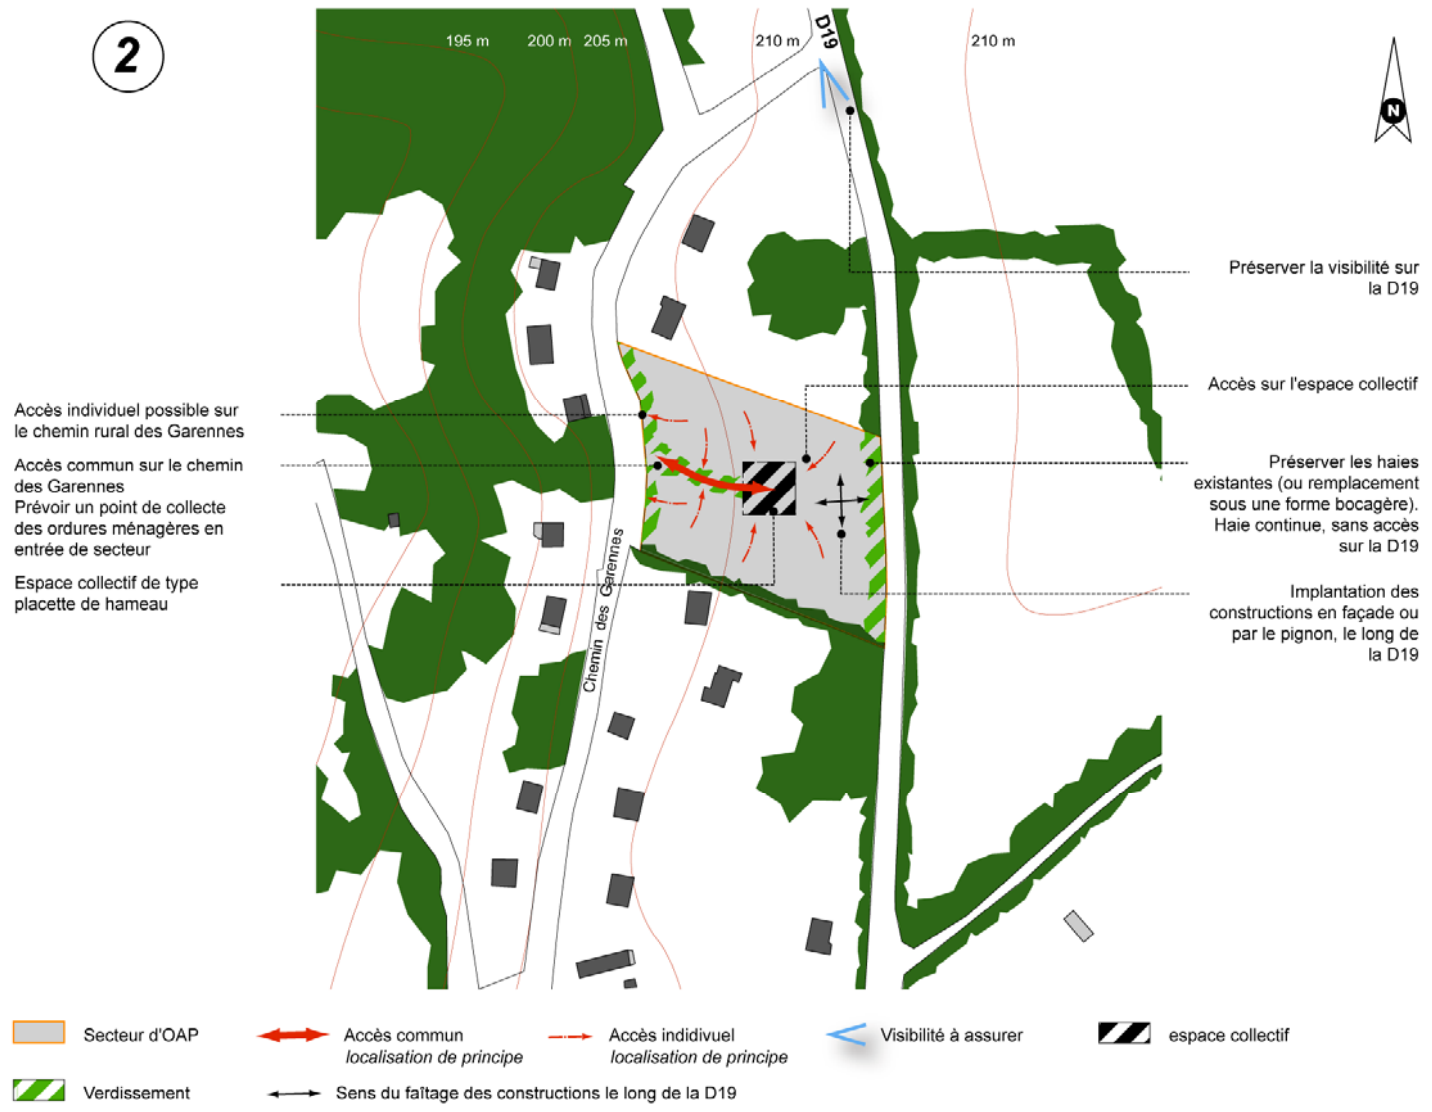 2
195 m 200 m 205 m 210 m 210 m
D19
N
Préserver la visibilité sur
la D19
Accès sur l'espace collectif
Préserver les haies
existantes (ou remplacement
sous une forme bocagère).
Haie continue, sans accès
sur la D19
Implantation des
constructions en façade ou
par le pignon, le long de
la D19
Accès individuel possible sur
le chemin rural des Garennes
Accès commun sur le chemin
des Garennes
Prévoir un point de collecte
des ordures ménagères en
entrée de secteur
Espace collectif de type
placette de hameau
Chemin des Garennes
Secteur d'OAP
Accès commun
localisation de principe
Accès indidivuel
localisation de principe
Visibilité à assurer
espace collectif
Verdissement
Sens du faîtage des constructions le long de la D19